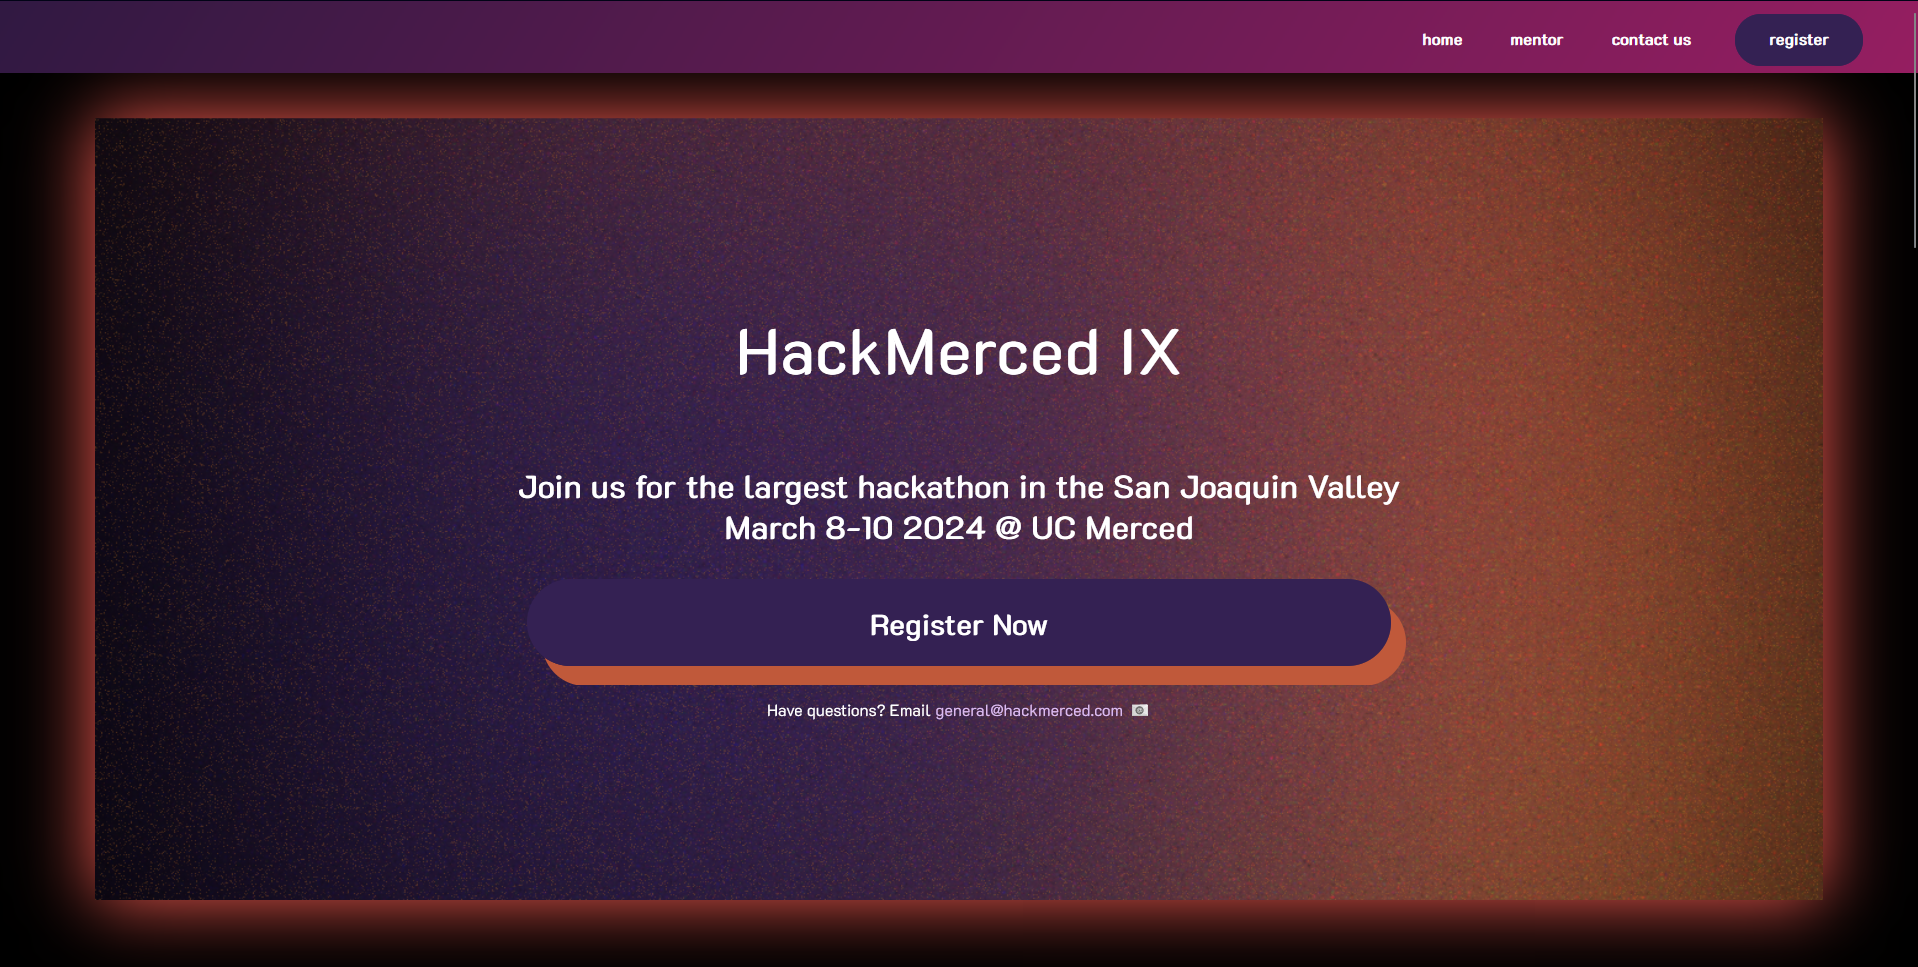 home mentor contact us register
HackMerced IX
Join us for the largest hackathon in the San Joaquin Valley
March 8-10 2024 @ UC Merced
Register Now
Have questions? Email general@hackmerced.com